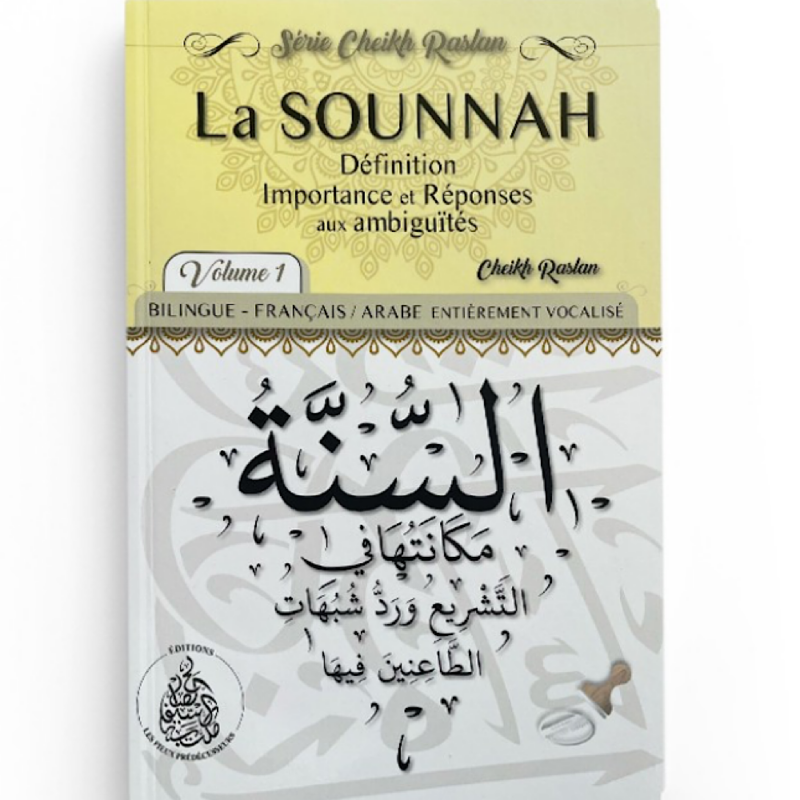 Série Cheikh Raslan
La SOUNNAH
Définition
Importance et Réponses
aux ambiguïtés
Volume 1
Cheikh Raslan
BILINGUE - FRANÇAIS / ARABE ENTIÈREMENT VOCALISÉ
السُّنَّةُ
مَكَانَتُهَا فِي
التَّشْرِيعِ وَرَدُّ شُبُهَاتِ
الطَّاعِنِينَ فِيهَا
ÉDITIONS
LES PIEUX PRÉDÉCESSEURS